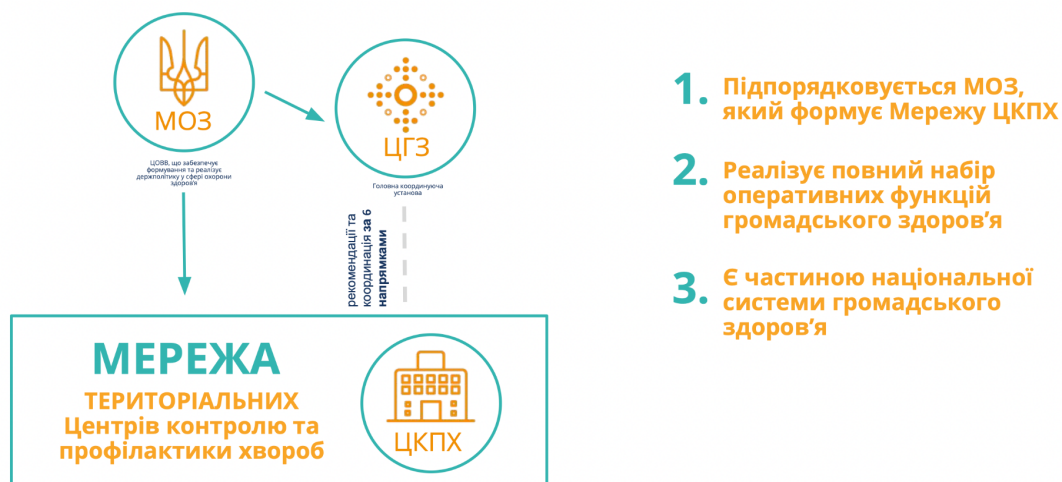 МОЗ
ЦОВВ, що забезпечує
формування та реалізує
держполітику у сфері охорони
здоров'я
ЦГЗ
Головна координуюча
установа
рекомендації та
координація за 6
напрямками
МЕРЕЖА
ТЕРИТОРІАЛЬНИХ
Центрів контролю та
профілактики хвороб
ЦКПХ
1. Підпорядковується МОЗ,
який формує Мережу ЦКПХ
2. Реалізує повний набір
оперативних функцій
громадського здоров’я
3. Є частиною національної
системи громадського
здоров’я